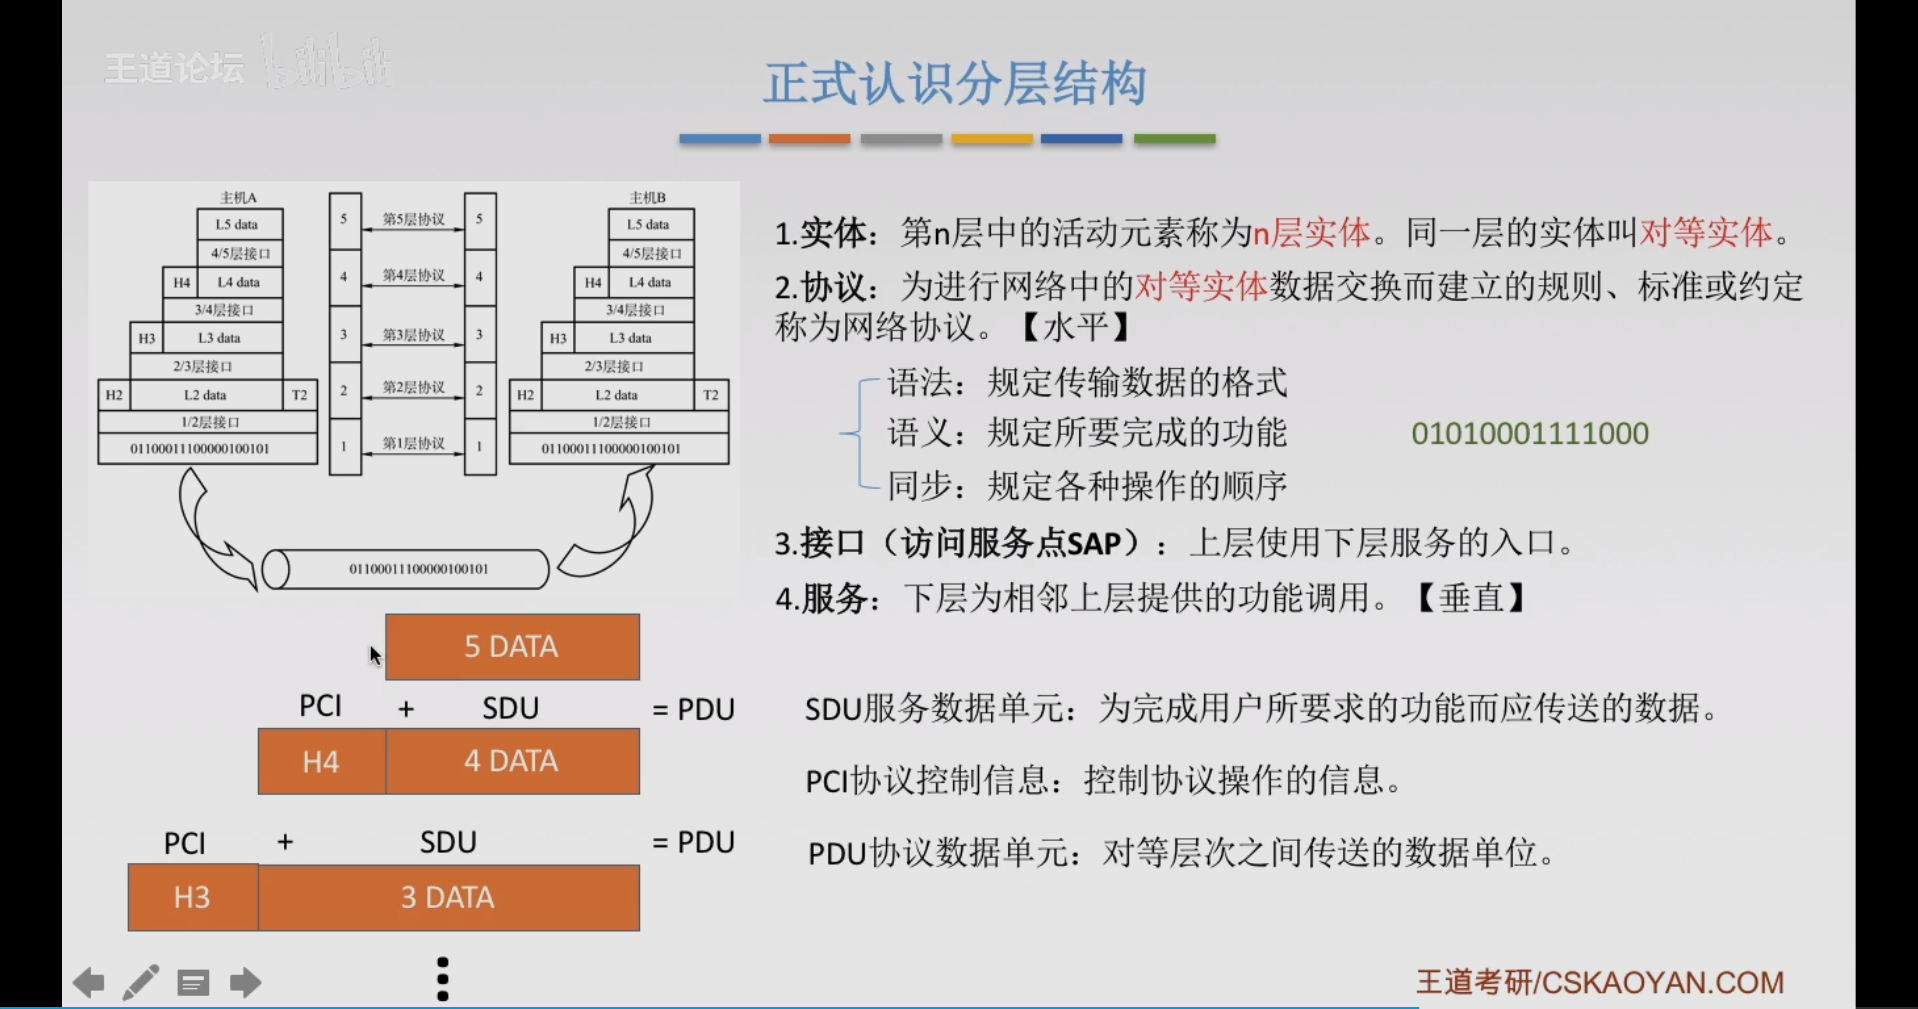 王道论坛 bilibili
正式认识分层结构
主机A
L5 data
4/5层接口
H4 L4 data
3/4层接口
H3 L3 data
2/3层接口
H2 L2 data T2
1/2层接口
01100011100000100101
5 第5层协议 5
4 第4层协议 4
3 第3层协议 3
2 第2层协议 2
1 第1层协议 1
主机B
L5 data
4/5层接口
H4 L4 data
3/4层接口
H3 L3 data
2/3层接口
H2 L2 data T2
1/2层接口
01100011100000100101
01100011100000100101
5 DATA
PCI + SDU = PDU
H4 4 DATA
PCI + SDU = PDU
H3 3 DATA
1.实体：第n层中的活动元素称为n层实体。同一层的实体叫对等实体。
2.协议：为进行网络中的对等实体数据交换而建立的规则、标准或约定
称为网络协议。【水平】
语法：规定传输数据的格式
语义：规定所要完成的功能
01010001111000
同步：规定各种操作的顺序
3.接口（访问服务点SAP）：上层使用下层服务的入口。
4.服务：下层为相邻上层提供的功能调用。【垂直】
SDU服务数据单元：为完成用户所要求的功能而应传送的数据。
PCI协议控制信息：控制协议操作的信息。
PDU协议数据单元：对等层次之间传送的数据单位。
王道考研/CSKAOYAN.COM